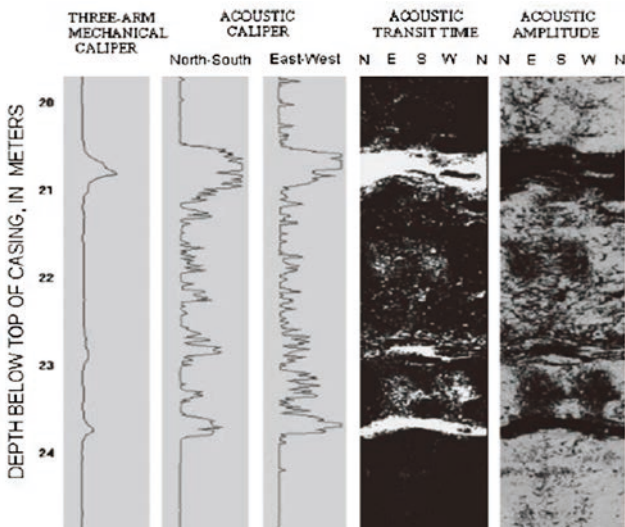 THREE-ARM
MECHANICAL
CALIPER
ACOUSTIC
CALIPER
North-South East-West
ACOUSTIC
TRANSIT TIME
N E S W N
ACOUSTIC
AMPLITUDE
N E S W N
DEPTH BELOW TOP OF CASING, IN METERS
20
21
22
23
24